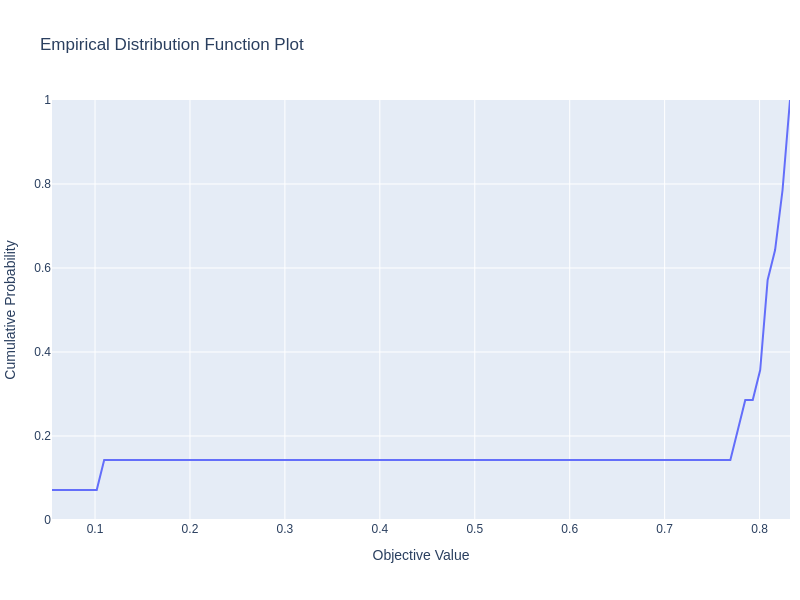 Empirical Distribution Function Plot
1
0.8
0.6
0.4
0.2
0
Cumulative Probability
0.1 0.2 0.3 0.4 0.5 0.6 0.7 0.8
Objective Value